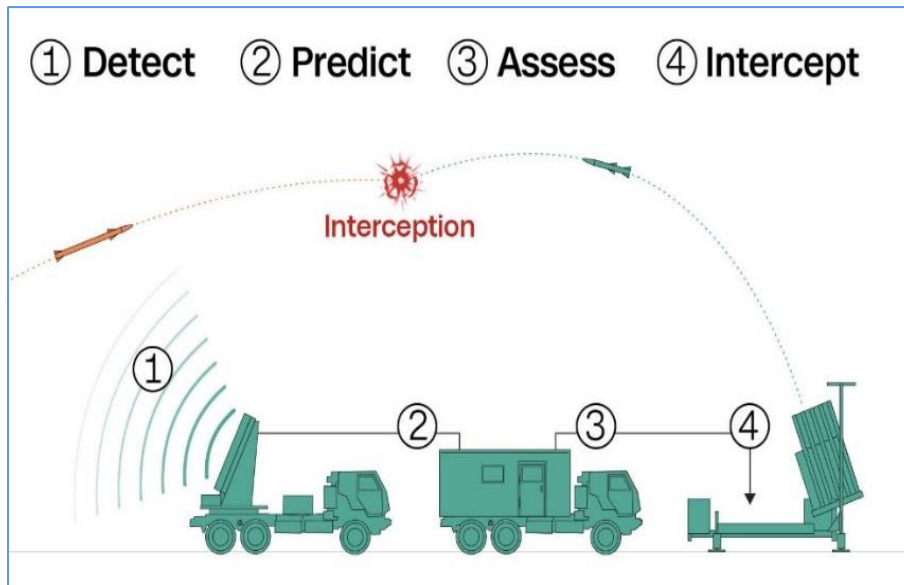 ① Detect ② Predict ③ Assess ④ Intercept
Interception
①
② ③ ④